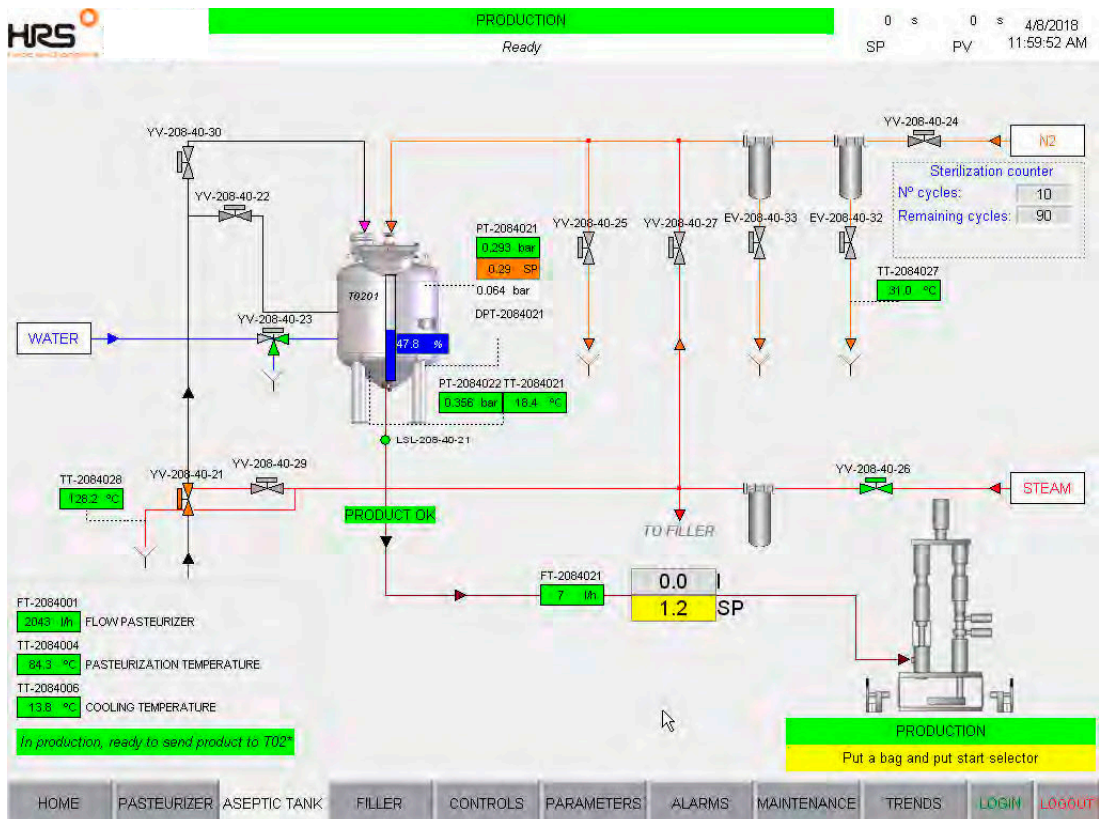 HRS
PRODUCTION
Ready
0 s 0 s
SP PV
4/8/2018
11:59:52 AM
YV-208-40-30
YV-208-40-24
N2
Sterilization counter
Nº cycles: 10
Remaining cycles: 90
YV-208-40-22
PT-2084021
0.293 bar
0.29 SP
0.064 bar
DPT-2084021
YV-208-40-25
YV-208-40-27
EV-208-40-33
EV-208-40-32
TT-2084027
31.0 ºC
T0201
YV-208-40-23
WATER
47.8 %
PT-2084022 TT-2084021
0.356 bar 18.4 ºC
LSL-208-40-21
TT-2084028
128.2 ºC
YV-208-40-21
YV-208-40-29
YV-208-40-26
STEAM
PRODUCT OK
TO FILLER
FT-2084021
7 l/h
0.0 l
1.2 SP
FT-2084001
2043 l/h FLOW PASTEURIZER
TT-2084004
84.3 ºC PASTEURIZATION TEMPERATURE
TT-2084006
13.8 ºC COOLING TEMPERATURE
In production, ready to send product to T02*
PRODUCTION
Put a bag and put start selector
HOME PASTEURIZER ASEPTIC TANK FILLER CONTROLS PARAMETERS ALARMS MAINTENANCE TRENDS LOGIN LOGOUT